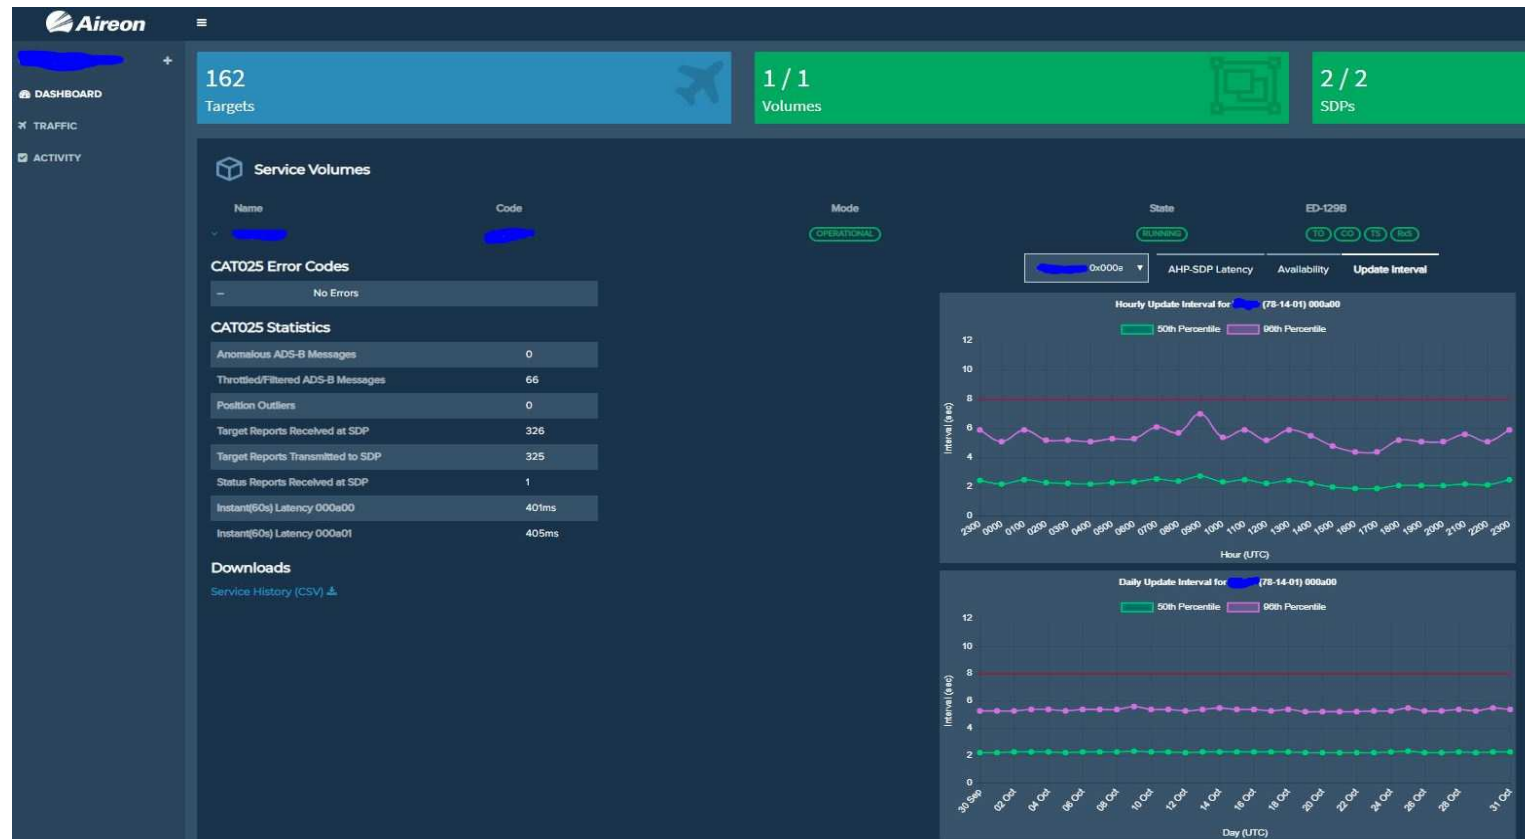 Aireon
162
Targets
1 / 1
Volumes
2 / 2
SDPs
DASHBOARD
TRAFFIC
ACTIVITY
Service Volumes
Name Code Mode State ED-129B
OPERATIONAL RUNNING TO CO TS RxS
CAT025 Error Codes
– No Errors
CAT025 Statistics
Anomalous ADS-B Messages 0
Throttled/Filtered ADS-B Messages 66
Position Outliers 0
Target Reports Received at SDP 326
Target Reports Transmitted to SDP 325
Status Reports Received at SDP 1
Instant(60s) Latency 000a00 401ms
Instant(60s) Latency 000a01 405ms
Downloads
Service History (CSV)
0x000a AHP-SDP Latency Availability Update Interval
Hourly Update Interval for (78-14-01) 000a00
50th Percentile 96th Percentile
12
10
8
6
4
2
0
Interval (sec)
2300 0000 0100 0200 0300 0400 0500 0600 0700 0800 0900 1000 1100 1200 1300 1400 1500 1600 1700 1800 1900 2000 2100 2200 2300
Hour (UTC)
Daily Update Interval for (78-14-01) 000a00
50th Percentile 96th Percentile
12
10
8
6
4
2
0
Interval (sec)
30 Sep 02 Oct 04 Oct 06 Oct 08 Oct 10 Oct 12 Oct 14 Oct 16 Oct 18 Oct 20 Oct 22 Oct 24 Oct 26 Oct 28 Oct 31 Oct
Day (UTC)